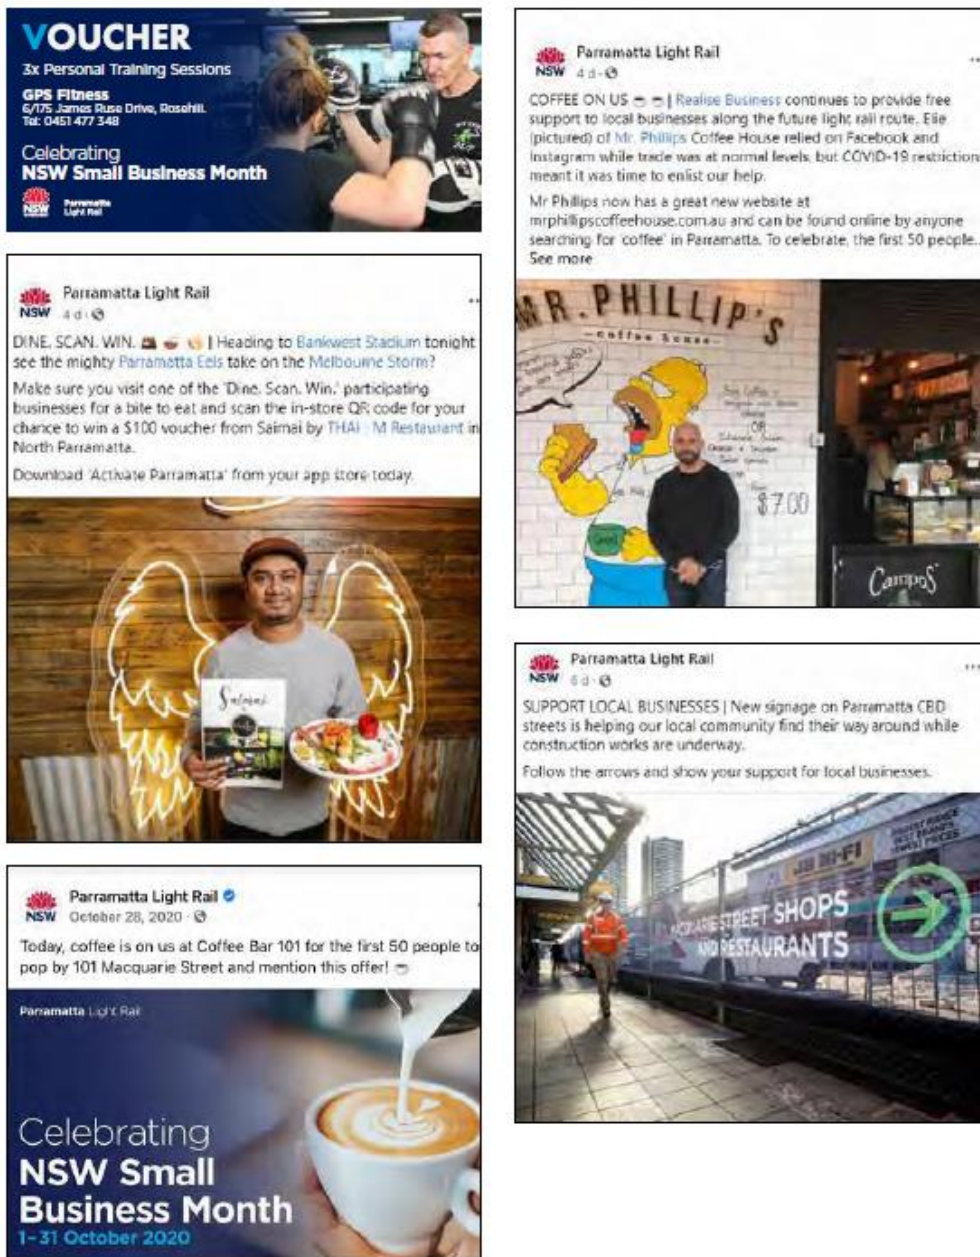 VOUCHER
3x Personal Training Sessions
GPS Fitness
6/175 James Ruse Drive, Rosehill.
Tel: 0451 477 348
Celebrating
NSW Small Business Month
NSW
Parramatta
Light Rail
Parramatta Light Rail
NSW
4 d
DINE. SCAN. WIN. | Heading to Bankwest Stadium tonight
see the mighty Parramatta Eels take on the Melbourne Storm?
Make sure you visit one of the 'Dine. Scan. Win.' participating
businesses for a bite to eat and scan the in-store QR code for your
chance to win a $100 voucher from Saimai by THAI - M Restaurant in
North Parramatta.
Download 'Activate Parramatta' from your app store today.
Saimai
Parramatta Light Rail
NSW
October 28, 2020
Today, coffee is on us at Coffee Bar 101 for the first 50 people to
pop by 101 Macquarie Street and mention this offer!
Parramatta Light Rail
Celebrating
NSW Small
Business Month
1-31 October 2020
Parramatta Light Rail
NSW
4 d
COFFEE ON US | Realise Business continues to provide free
support to local businesses along the future light rail route. Elie
(pictured) of Mr. Phillips Coffee House relied on Facebook and
Instagram while trade was at normal levels, but COVID-19 restriction
meant it was time to enlist our help.
Mr Phillips now has a great new website at
mrphillipscoffeehouse.com.au and can be found online by anyone
searching for 'coffee' in Parramatta. To celebrate, the first 50 people...
See more
MR. PHILLIP'S
coffee house
OR
$7.00
Campos
Parramatta Light Rail
NSW
6 d
SUPPORT LOCAL BUSINESSES | New signage on Parramatta CBD
streets is helping our local community find their way around while
construction works are underway.
Follow the arrows and show your support for local businesses.
JB HI-FI
BIGGEST RANGE
BEST BRANDS
LOWEST PRICES
MACQUARIE STREET SHOPS
AND RESTAURANTS